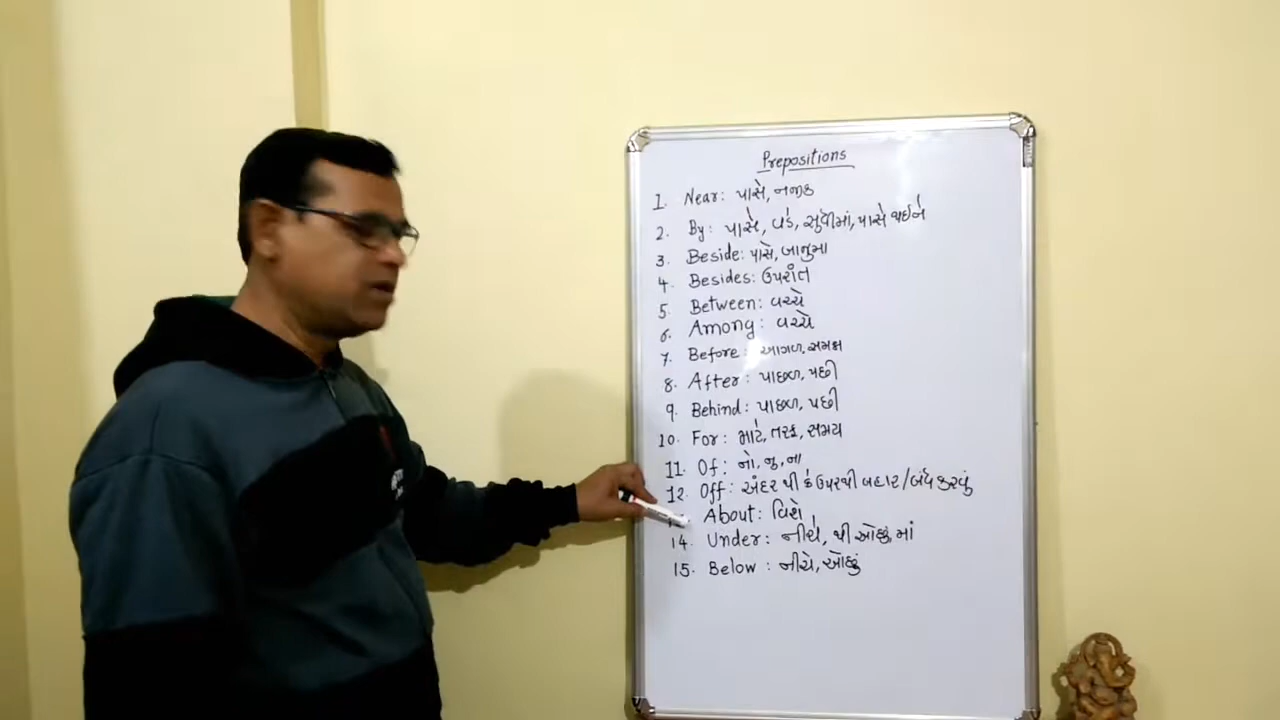 Prepositions
1. Near: પાસે, નજીક
2. By: પાસે, વડે, સુધીમાં, પાસે થઈને
3. Beside: પાસે, બાજુમા
4. Besides: ઉપરાંત
5. Between: વચ્ચે
6. Among: વચ્ચે
7. Before: આગળ, સમક્ષ
8. After: પાછળ, પછી
9. Behind: પાછળ, પછી
10. For: માટે, તરફ, સમય
11. Of: નો, નુ, ના
12. Off: અંદર થી કે ઉપરથી બહાર/બંધ કરવું
About: વિશે
14. Under: નીચે, થી ઓછું, માં
15. Below: નીચે, ઓછું